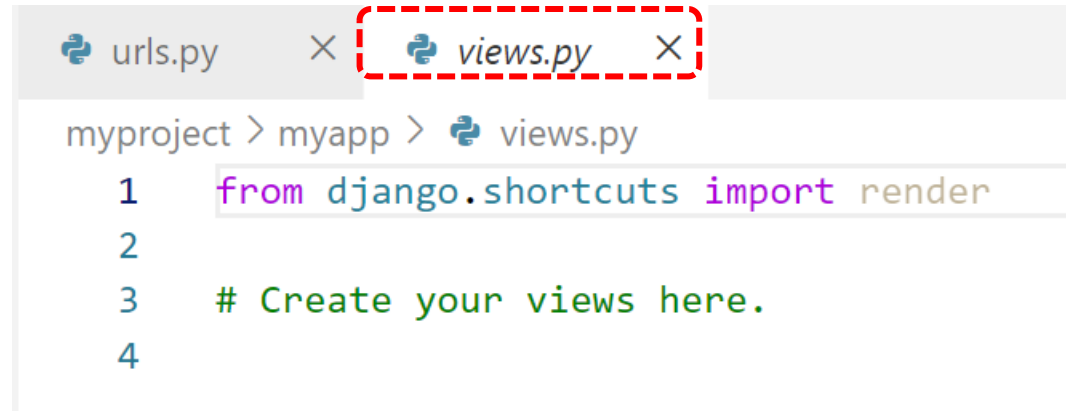 urls.py × views.py ×
myproject > myapp > views.py
1 from django.shortcuts import render
2
3 # Create your views here.
4